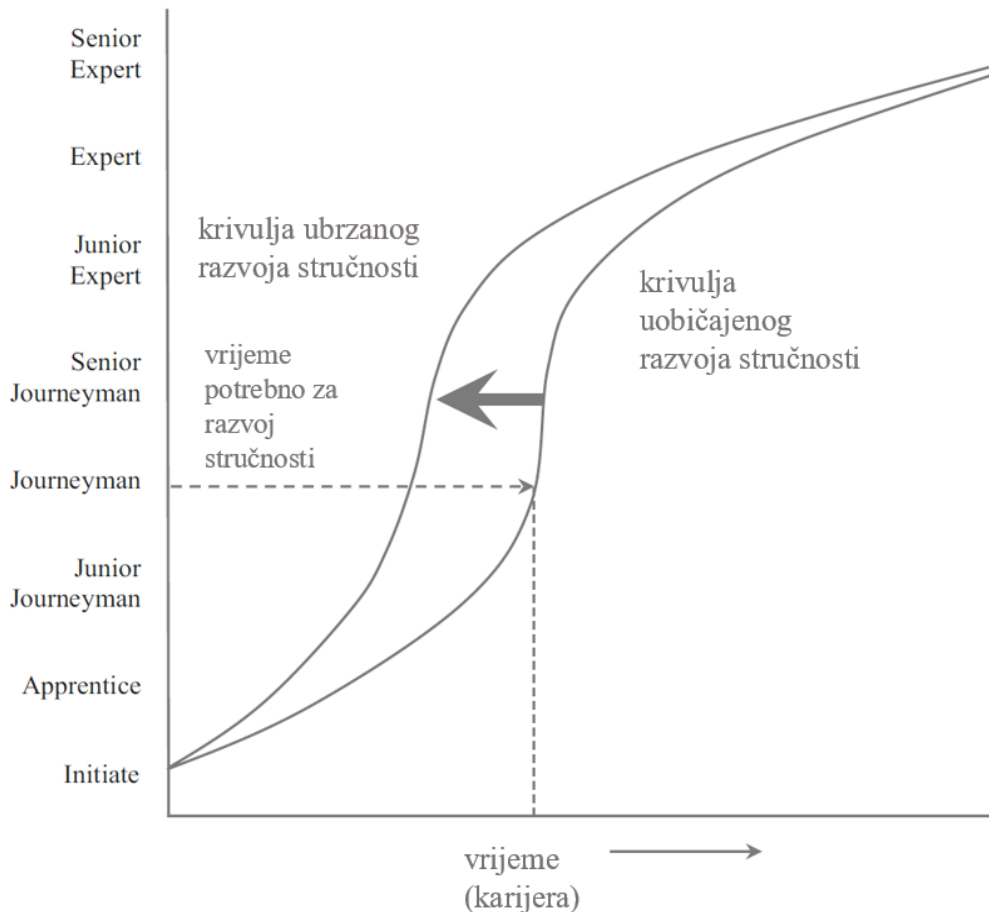 Senior
Expert
Expert
Junior
Expert
Senior
Journeyman
Journeyman
Junior
Journeyman
Apprentice
Initiate
krivulja ubrzanog
razvoja stručnosti
krivulja
uobičajenog
razvoja stručnosti
vrijeme
potrebno za
razvoj
stručnosti
vrijeme
(karijera)